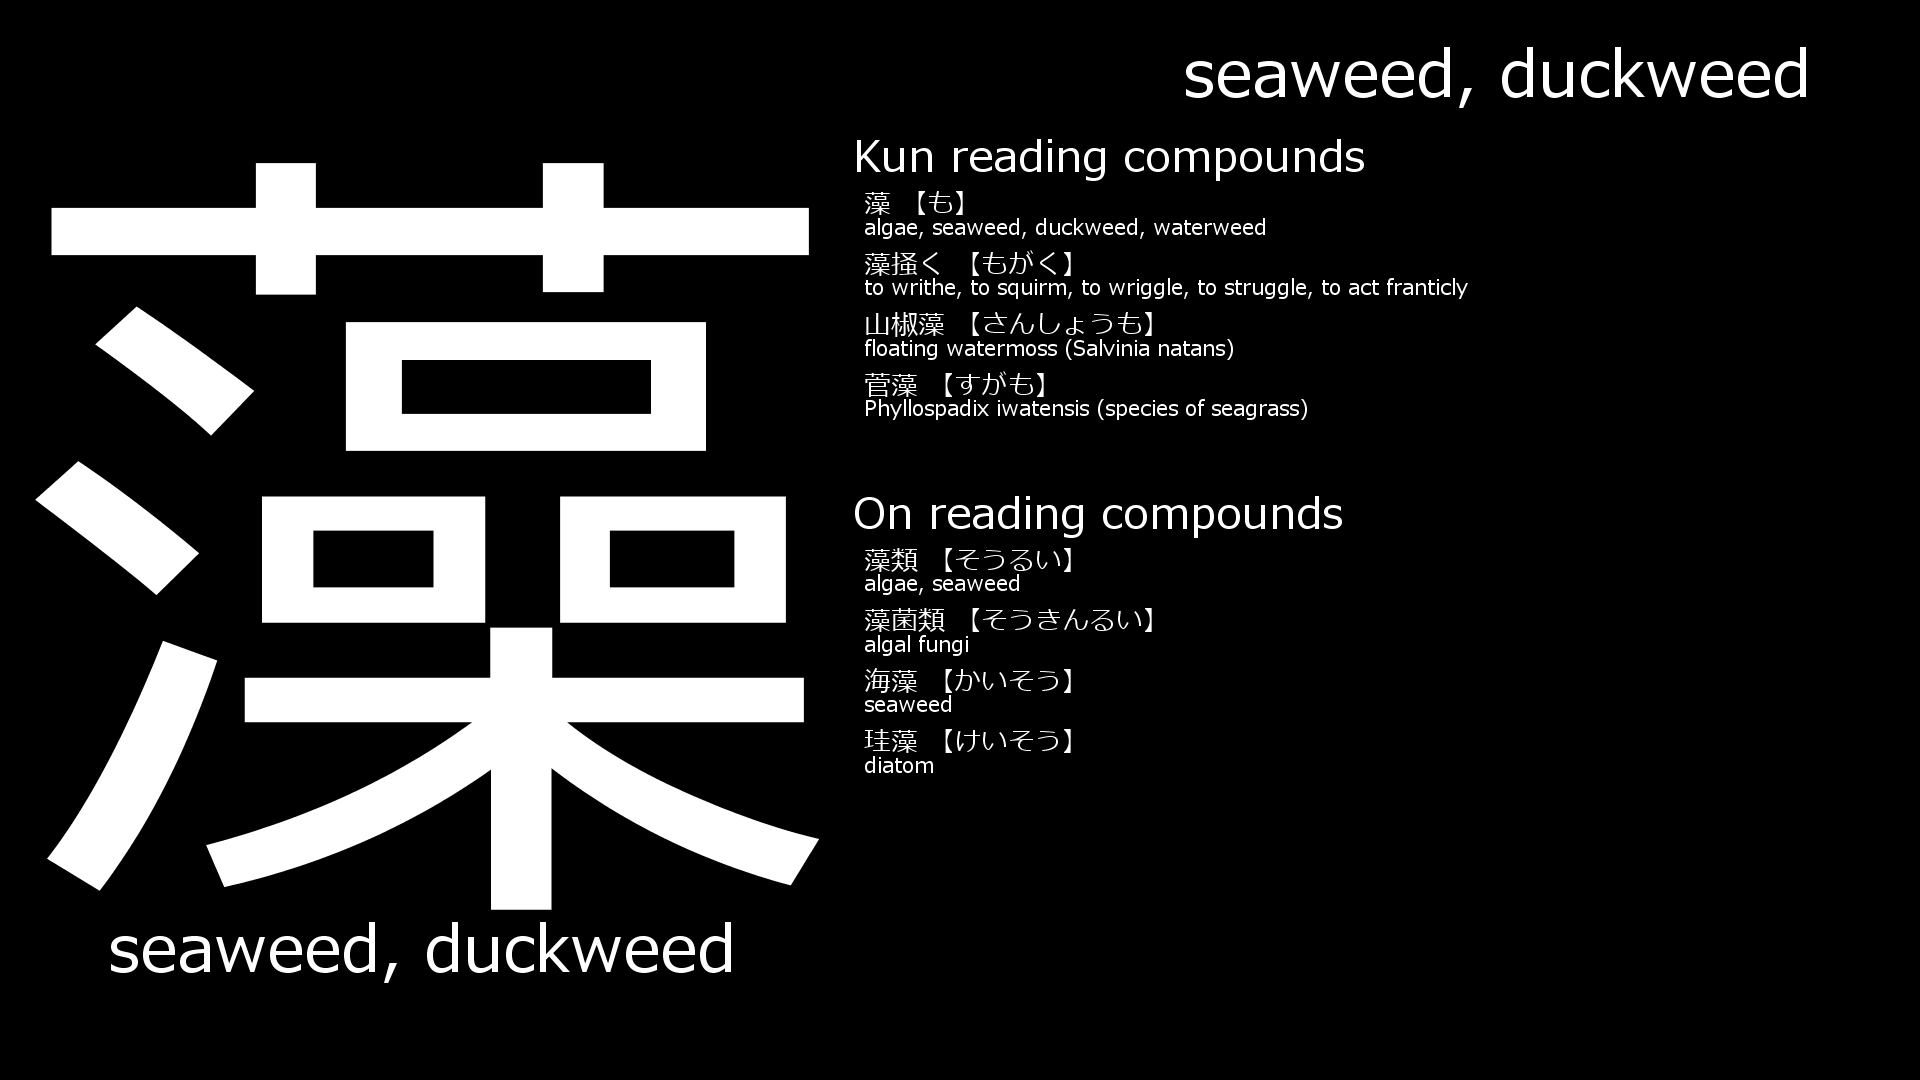 seaweed, duckweed
藻
seaweed, duckweed
Kun reading compounds
藻 【も】
algae, seaweed, duckweed, waterweed
藻掻く 【もがく】
to writhe, to squirm, to wriggle, to struggle, to act franticly
山椒藻 【さんしょうも】
floating watermoss (Salvinia natans)
菅藻 【すがも】
Phyllospadix iwatensis (species of seagrass)
On reading compounds
藻類 【そうるい】
algae, seaweed
藻菌類 【そうきんるい】
algal fungi
海藻 【かいそう】
seaweed
珪藻 【けいそう】
diatom